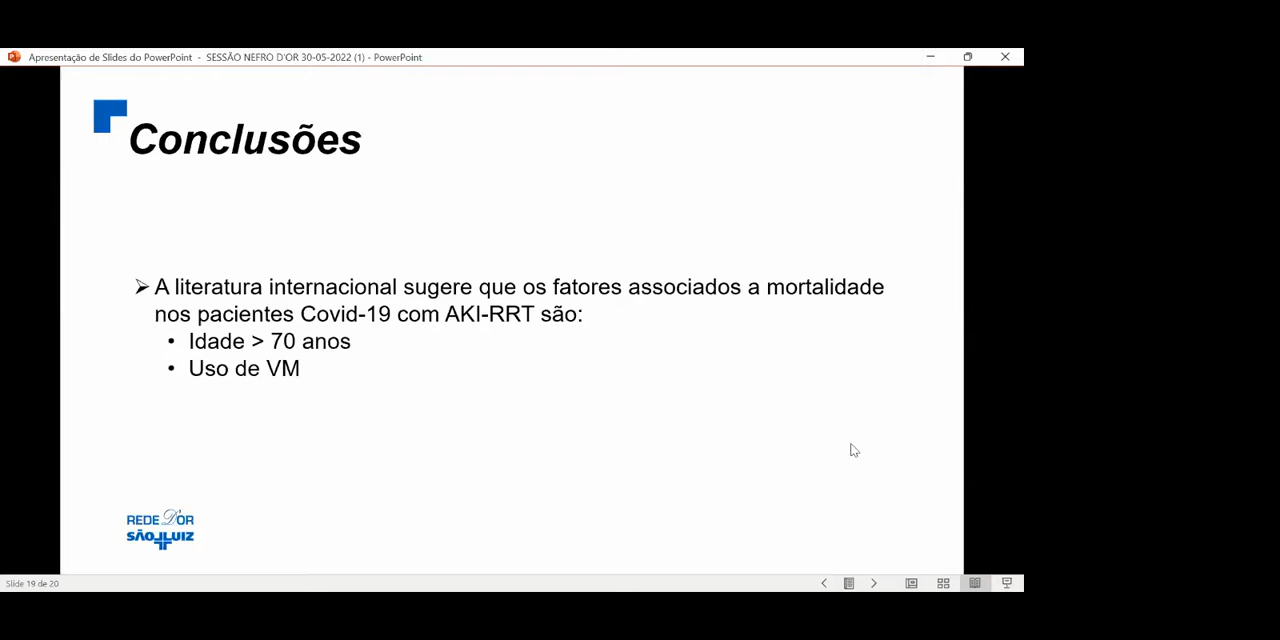 Apresentação de Slides do PowerPoint - SESSÃO NEFRO D'OR 30-05-2022 (1) - PowerPoint
Conclusões
➢ A literatura internacional sugere que os fatores associados a mortalidade
nos pacientes Covid-19 com AKI-RRT são:
• Idade > 70 anos
• Uso de VM
REDE D'OR
SÃO LUIZ
Slide 19 de 20